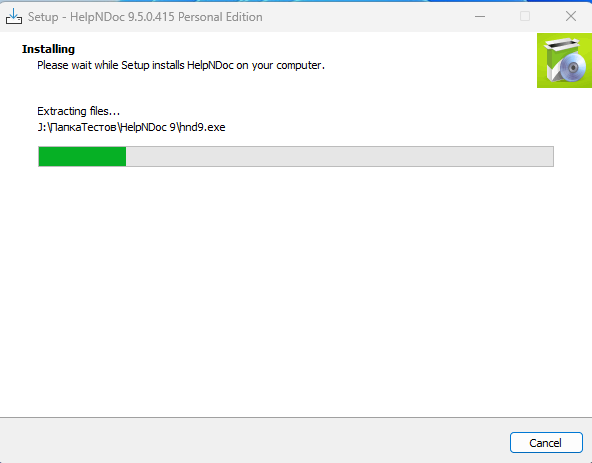 Setup - HelpNDoc 9.5.0.415 Personal Edition
Installing
Please wait while Setup installs HelpNDoc on your computer.
Extracting files...
J:\ПапкаТестов\HelpNDoc 9\hnd9.exe
Cancel